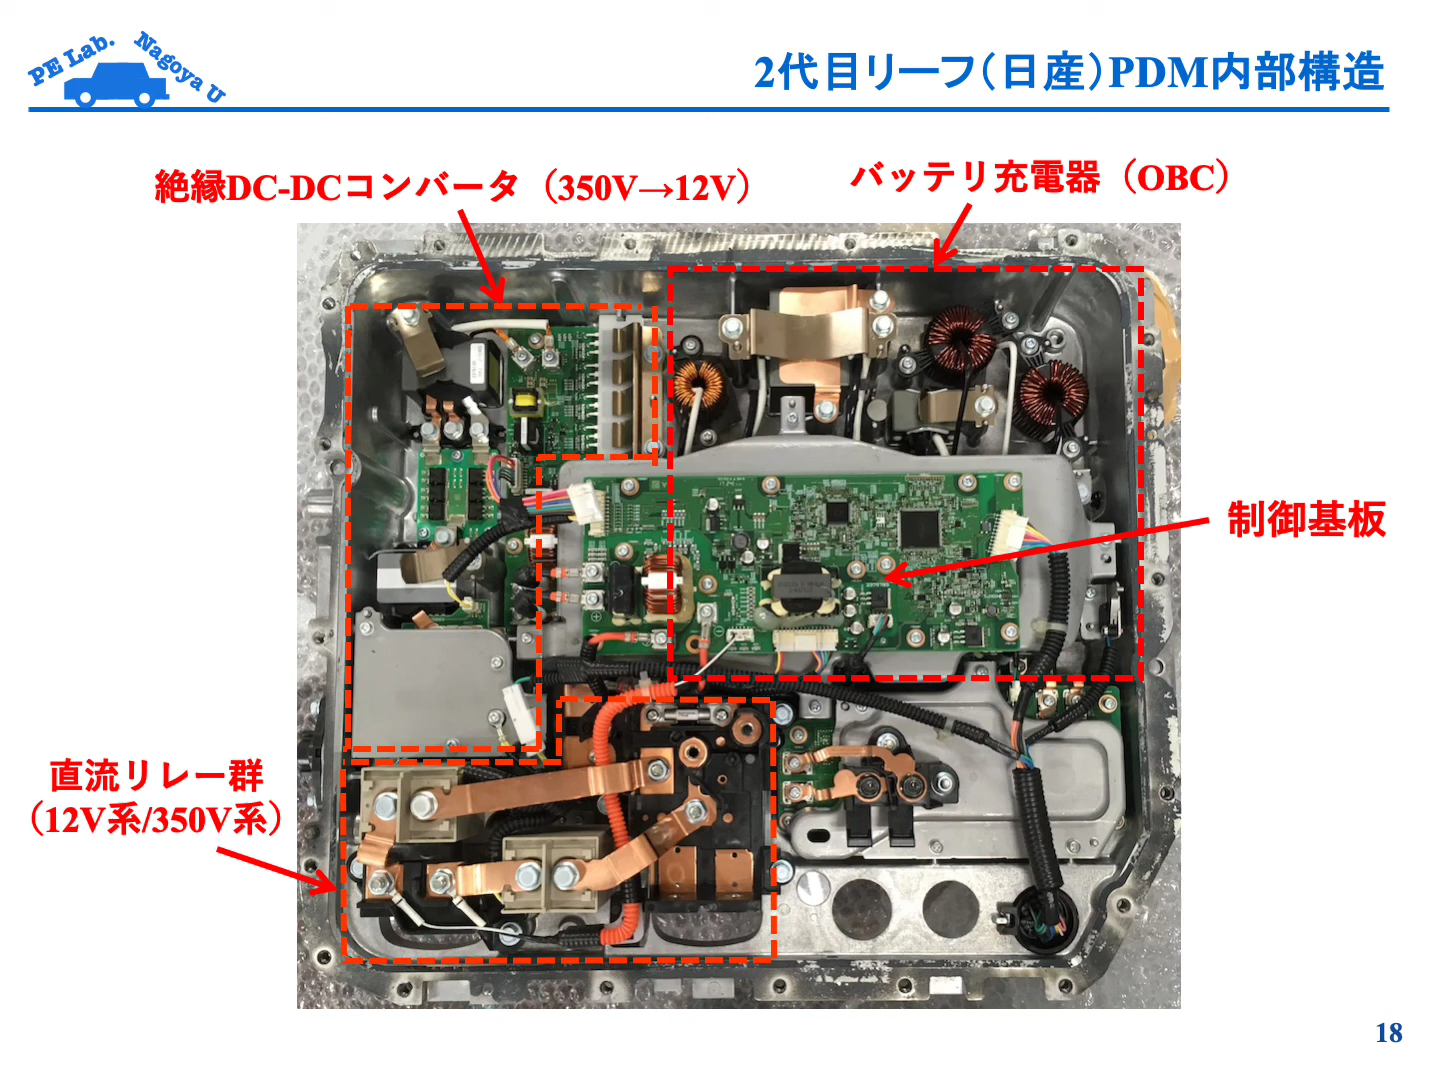 PE Lab. Nagoya U
2代目リーフ（日産）PDM内部構造
絶縁DC-DCコンバータ（350V→12V）
バッテリ充電器（OBC）
制御基板
直流リレー群
（12V系/350V系）
18